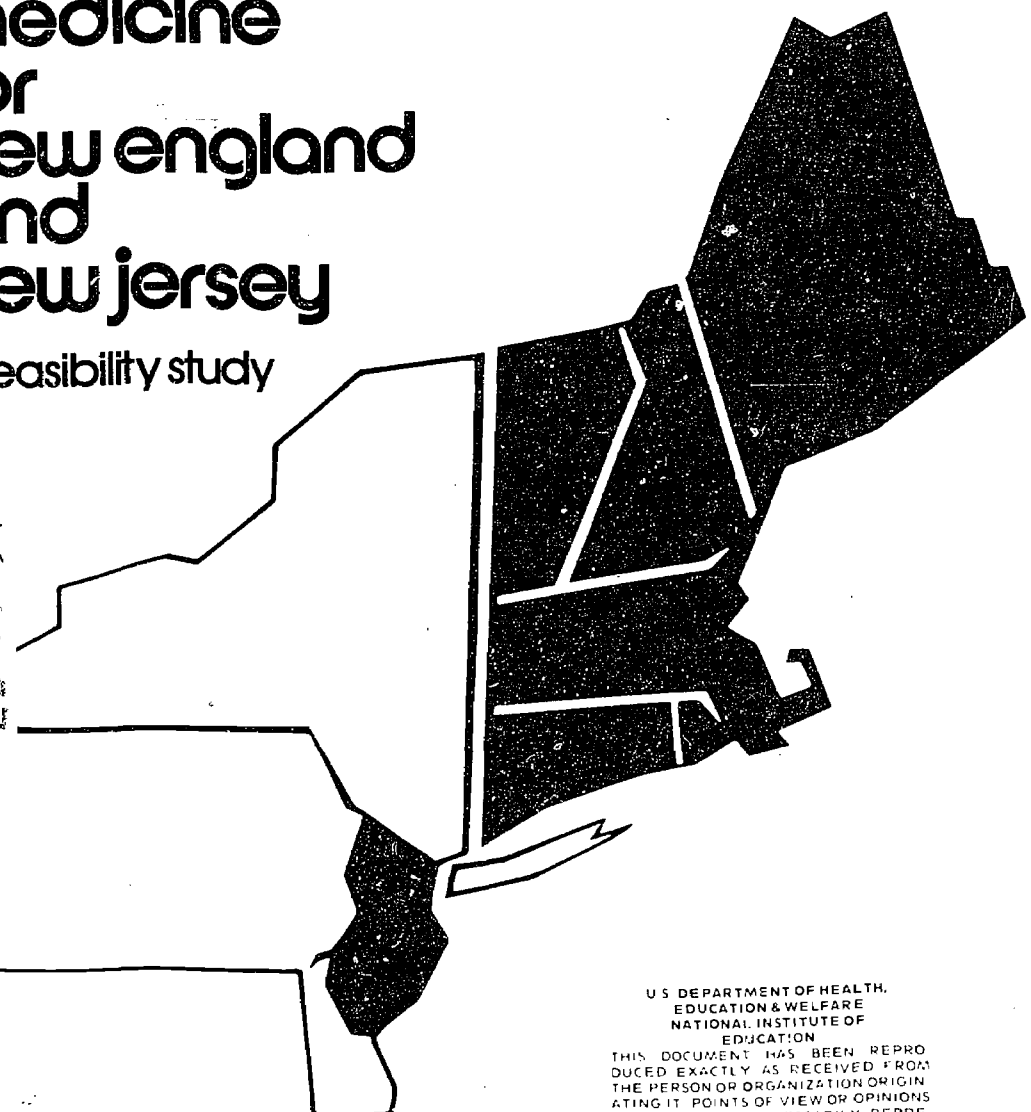 edicine
or
ew england
nd
ew jersey
easibility study
U S DEPARTMENT OF HEALTH,
EDUCATION & WELFARE
NATIONAL INSTITUTE OF
EDUCATION
THIS DOCUMENT HAS BEEN REPRO
DUCED EXACTLY AS RECEIVED FROM
THE PERSON OR ORGANIZATION ORIGIN
ATING IT POINTS OF VIEW OR OPINIONS